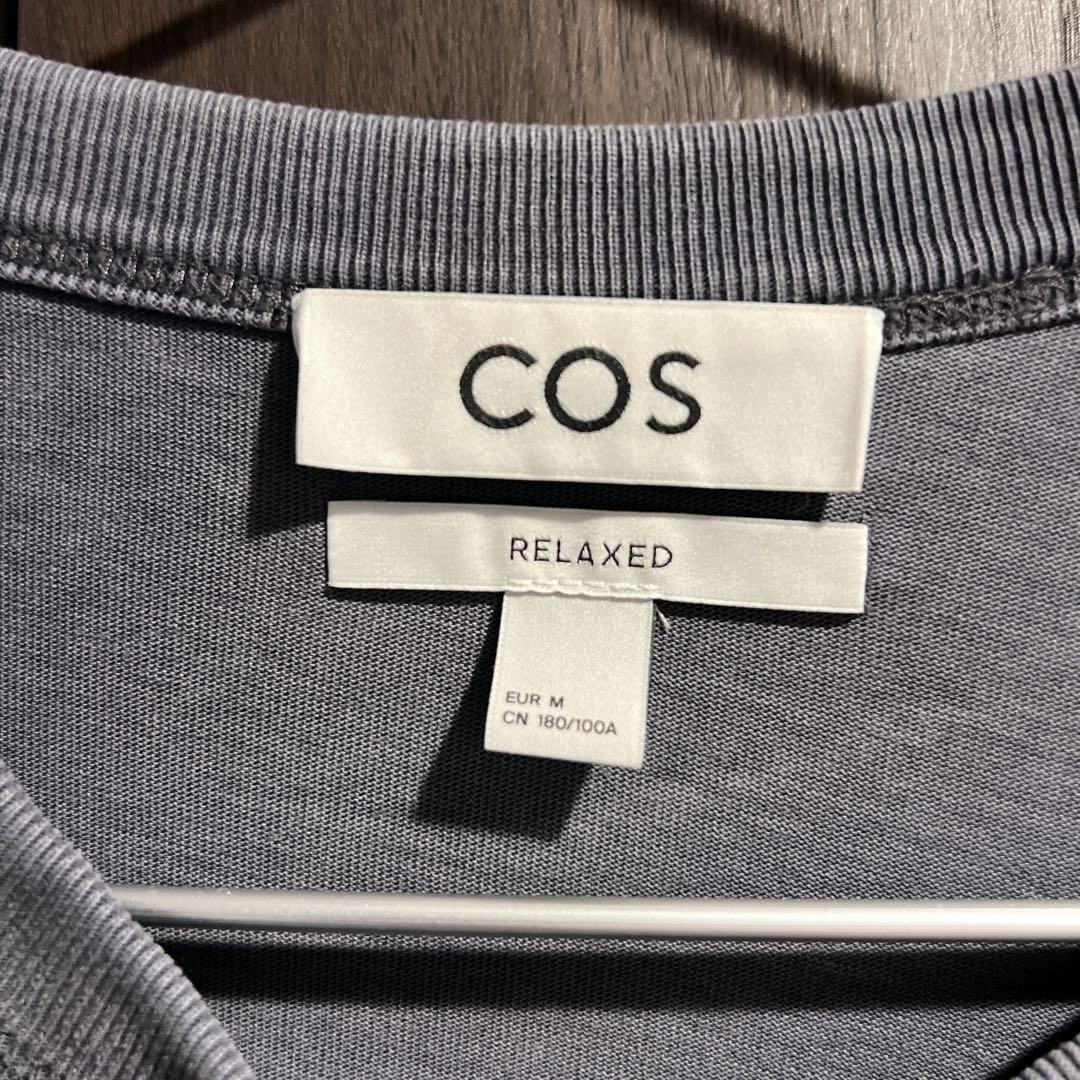 COS
RELAXED
EUR M
CN 180/100A